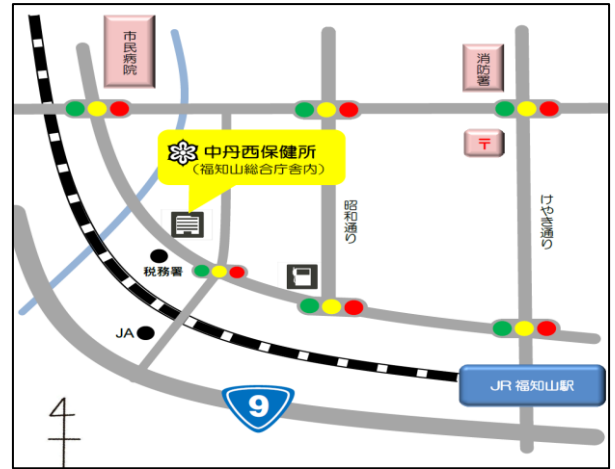 市民病院
消防署
〒
中丹西保健所
（福知山総合庁舎内）
昭和通り
けやき通り
税務署
JA
JR 福知山駅
9